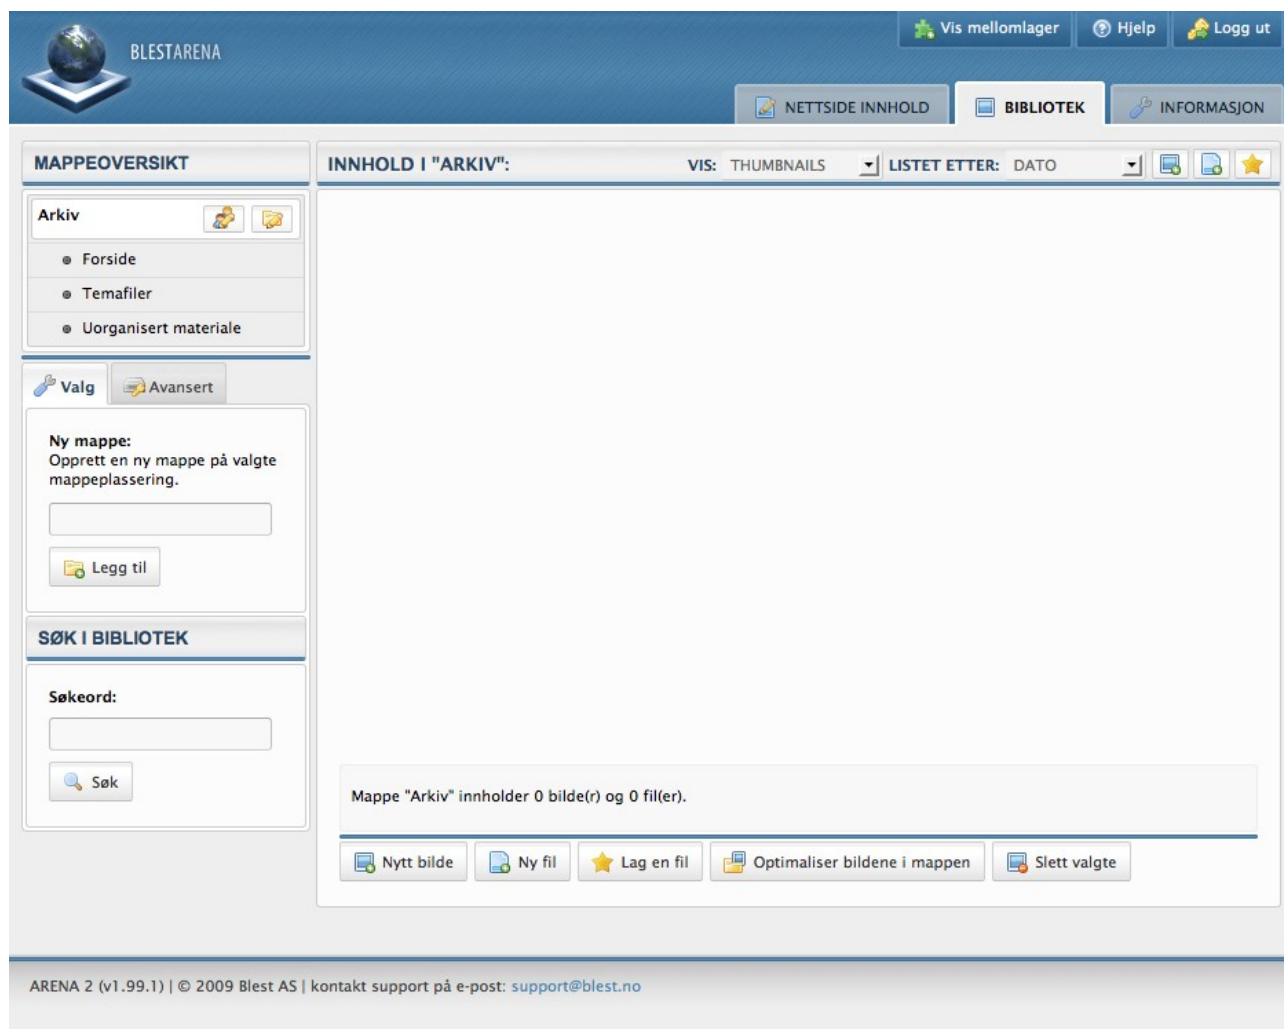 BLESTARENA
Vis mellomlager Hjelp Logg ut
NETTSIDE INNHOLD BIBLIOTEK INFORMASJON
MAPPEOVERSIKT
Arkiv
Forside
Temafiler
Uorganisert materiale
Valg Avansert
Ny mappe:
Opprett en ny mappe på valgte
mappeplassering.
Legg til
SØK I BIBLIOTEK
Søkeord:
Søk
INNHOLD I "ARKIV": VIS: THUMBNAILS LISTET ETTER: DATO
Mappe "Arkiv" innholder 0 bilde(r) og 0 fil(er).
Nytt bilde Ny fil Lag en fil Optimaliser bildene i mappen Slett valgte
ARENA 2 (v1.99.1) | © 2009 Blest AS | kontakt support på e-post: support@blest.no